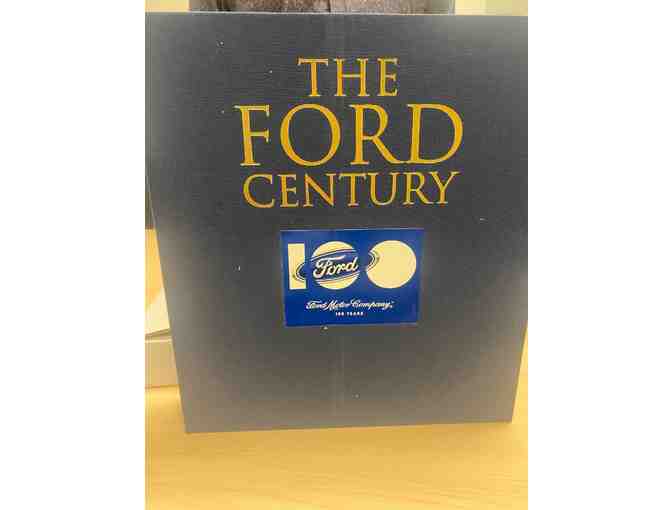 THE
FORD
CENTURY
100
Ford
Ford Motor Company,
100 YEARS